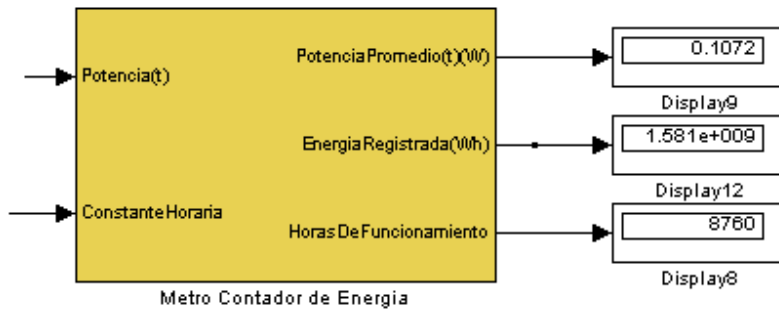 Potencia(t)
ConstanteHoraria
PotenciaPromedio(t)(W)
EnergiaRegistrada(Wh)
HorasDeFuncionamiento
0.1072
Display9
1.581e+009
Display12
8760
Display8
Metro Contador de Energia